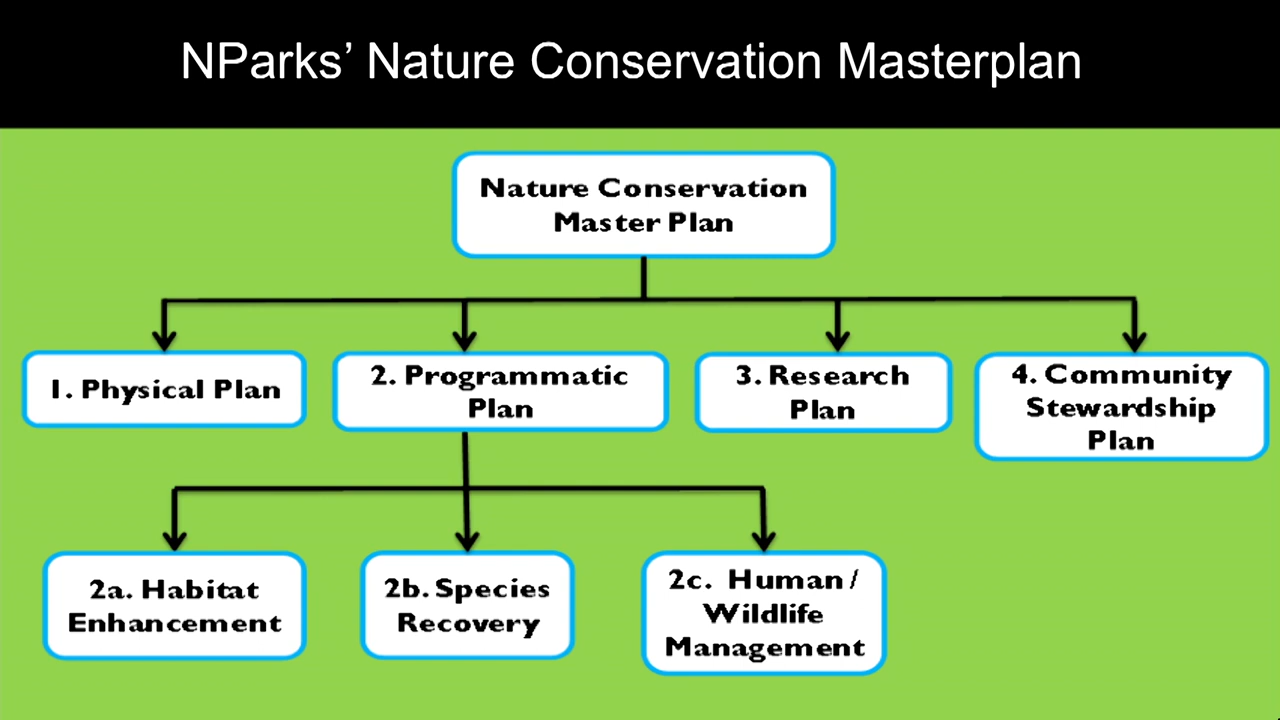 NParks’ Nature Conservation Masterplan
Nature Conservation
Master Plan
1. Physical Plan
2. Programmatic
Plan
3. Research
Plan
4. Community
Stewardship
Plan
2a. Habitat
Enhancement
2b. Species
Recovery
2c. Human /
Wildlife
Management